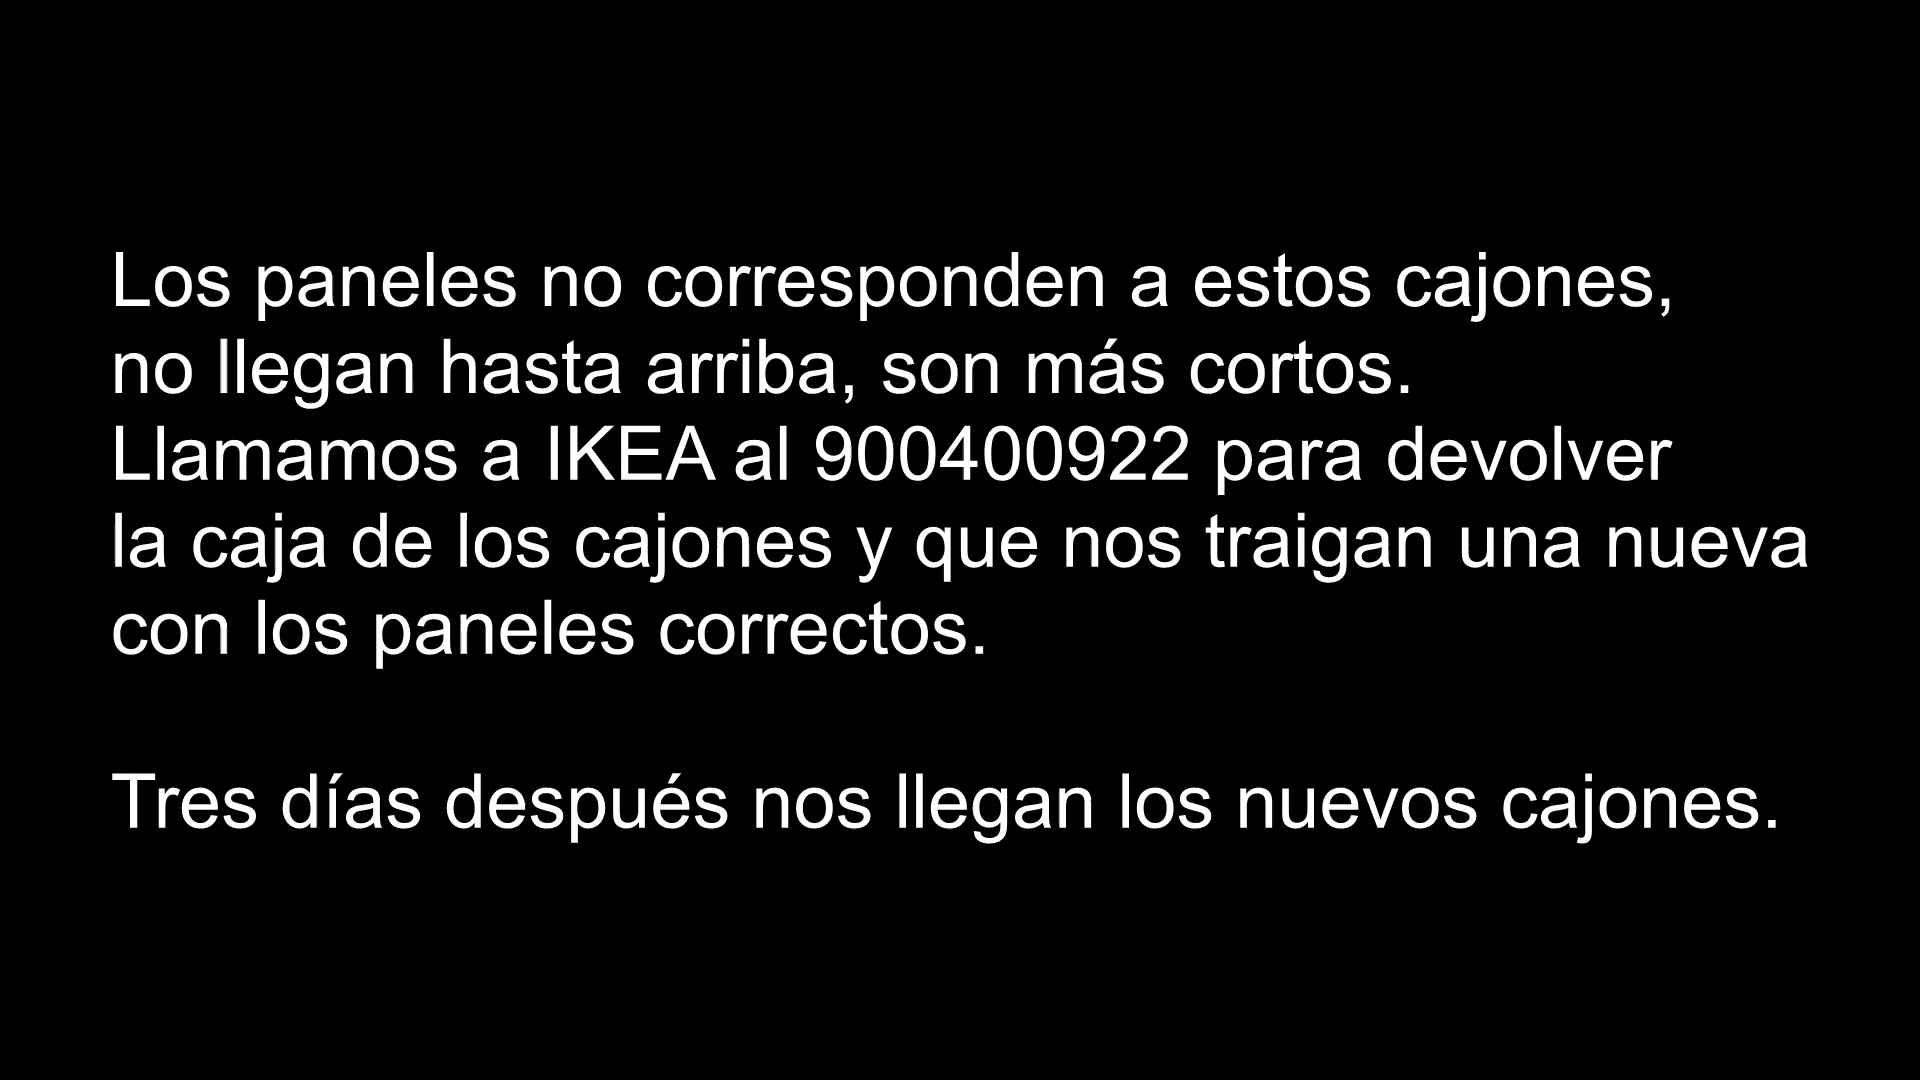 Los paneles no corresponden a estos cajones,
no llegan hasta arriba, son más cortos.
Llamamos a IKEA al 900400922 para devolver
la caja de los cajones y que nos traigan una nueva
con los paneles correctos.
Tres días después nos llegan los nuevos cajones.